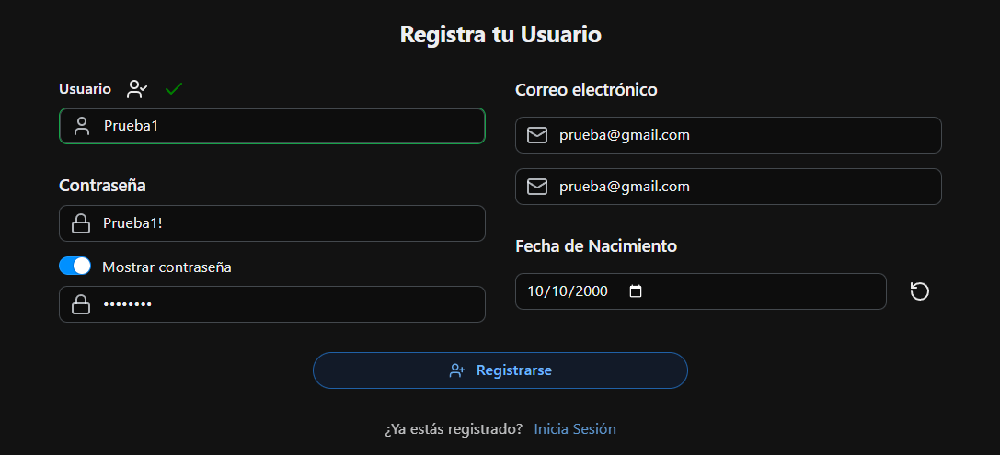 Registra tu Usuario
Usuario
Prueba1
Contraseña
Prueba1!
Mostrar contraseña
••••••••
Correo electrónico
prueba@gmail.com
prueba@gmail.com
Fecha de Nacimiento
10/10/2000
Registrarse
¿Ya estás registrado? Inicia Sesión